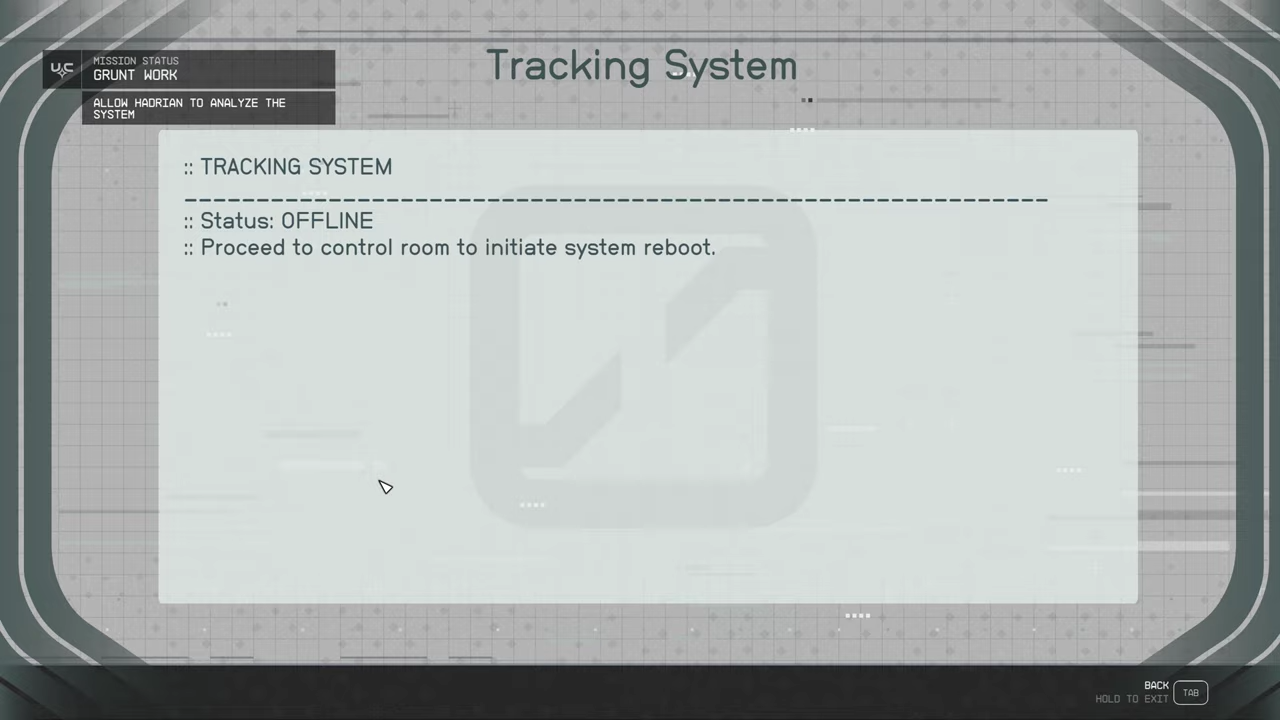 Tracking System
UC
MISSION STATUS
GRUNT WORK
ALLOW HADRIAN TO ANALYZE THE
SYSTEM
:: TRACKING SYSTEM
:: Status: OFFLINE
:: Proceed to control room to initiate system reboot.
BACK
HOLD TO EXIT
TAB